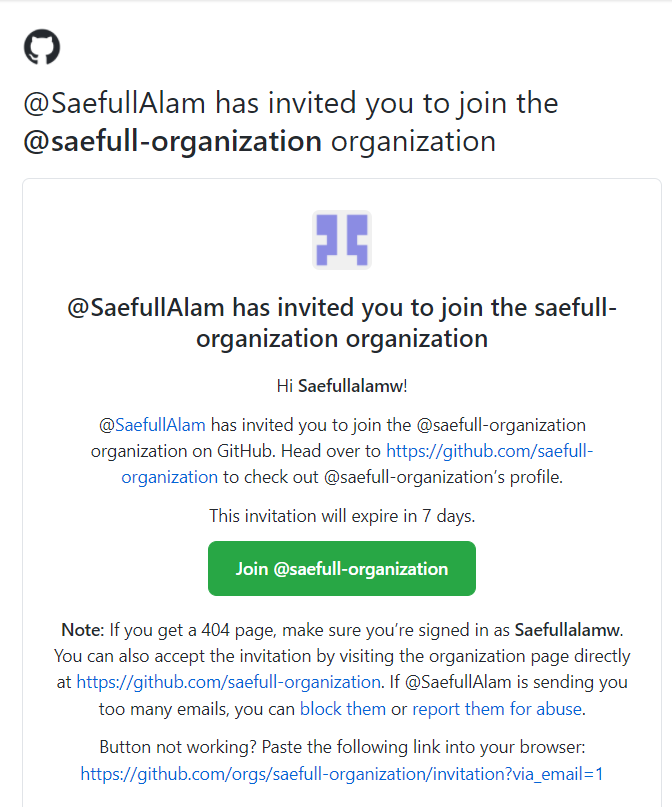 @SaefullAlam has invited you to join the
@saefull-organization organization
@SaefullAlam has invited you to join the saefull-
organization organization
Hi Saefullalamw!
@SaefullAlam has invited you to join the @saefull-organization
organization on GitHub. Head over to https://github.com/saefull-
organization to check out @saefull-organization’s profile.
This invitation will expire in 7 days.
Join @saefull-organization
Note: If you get a 404 page, make sure you’re signed in as Saefullalamw.
You can also accept the invitation by visiting the organization page directly
at https://github.com/saefull-organization. If @SaefullAlam is sending you
too many emails, you can block them or report them for abuse.
Button not working? Paste the following link into your browser:
https://github.com/orgs/saefull-organization/invitation?via_email=1